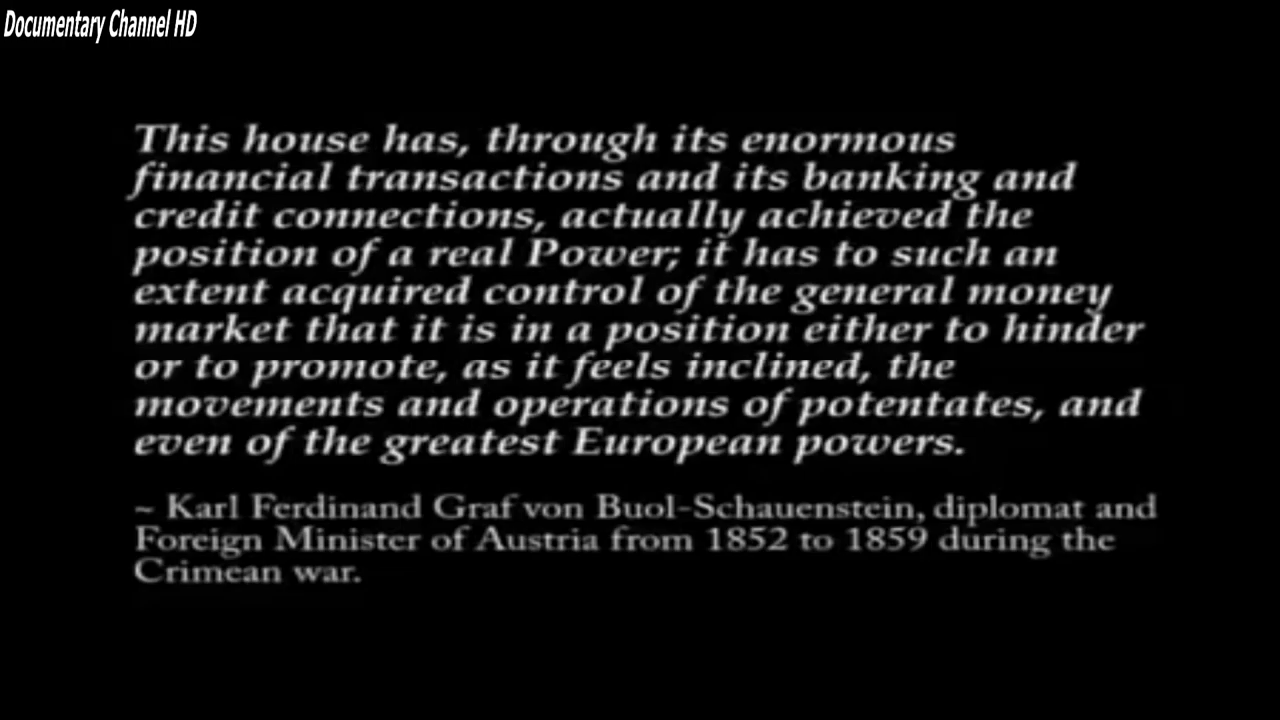 Documentary Channel HD
This house has, through its enormous
financial transactions and its banking and
credit connections, actually achieved the
position of a real Power; it has to such an
extent acquired control of the general money
market that it is in a position either to hinder
or to promote, as it feels inclined, the
movements and operations of potentates, and
even of the greatest European powers.
~ Karl Ferdinand Graf von Buol-Schauenstein, diplomat and
Foreign Minister of Austria from 1852 to 1859 during the
Crimean war.